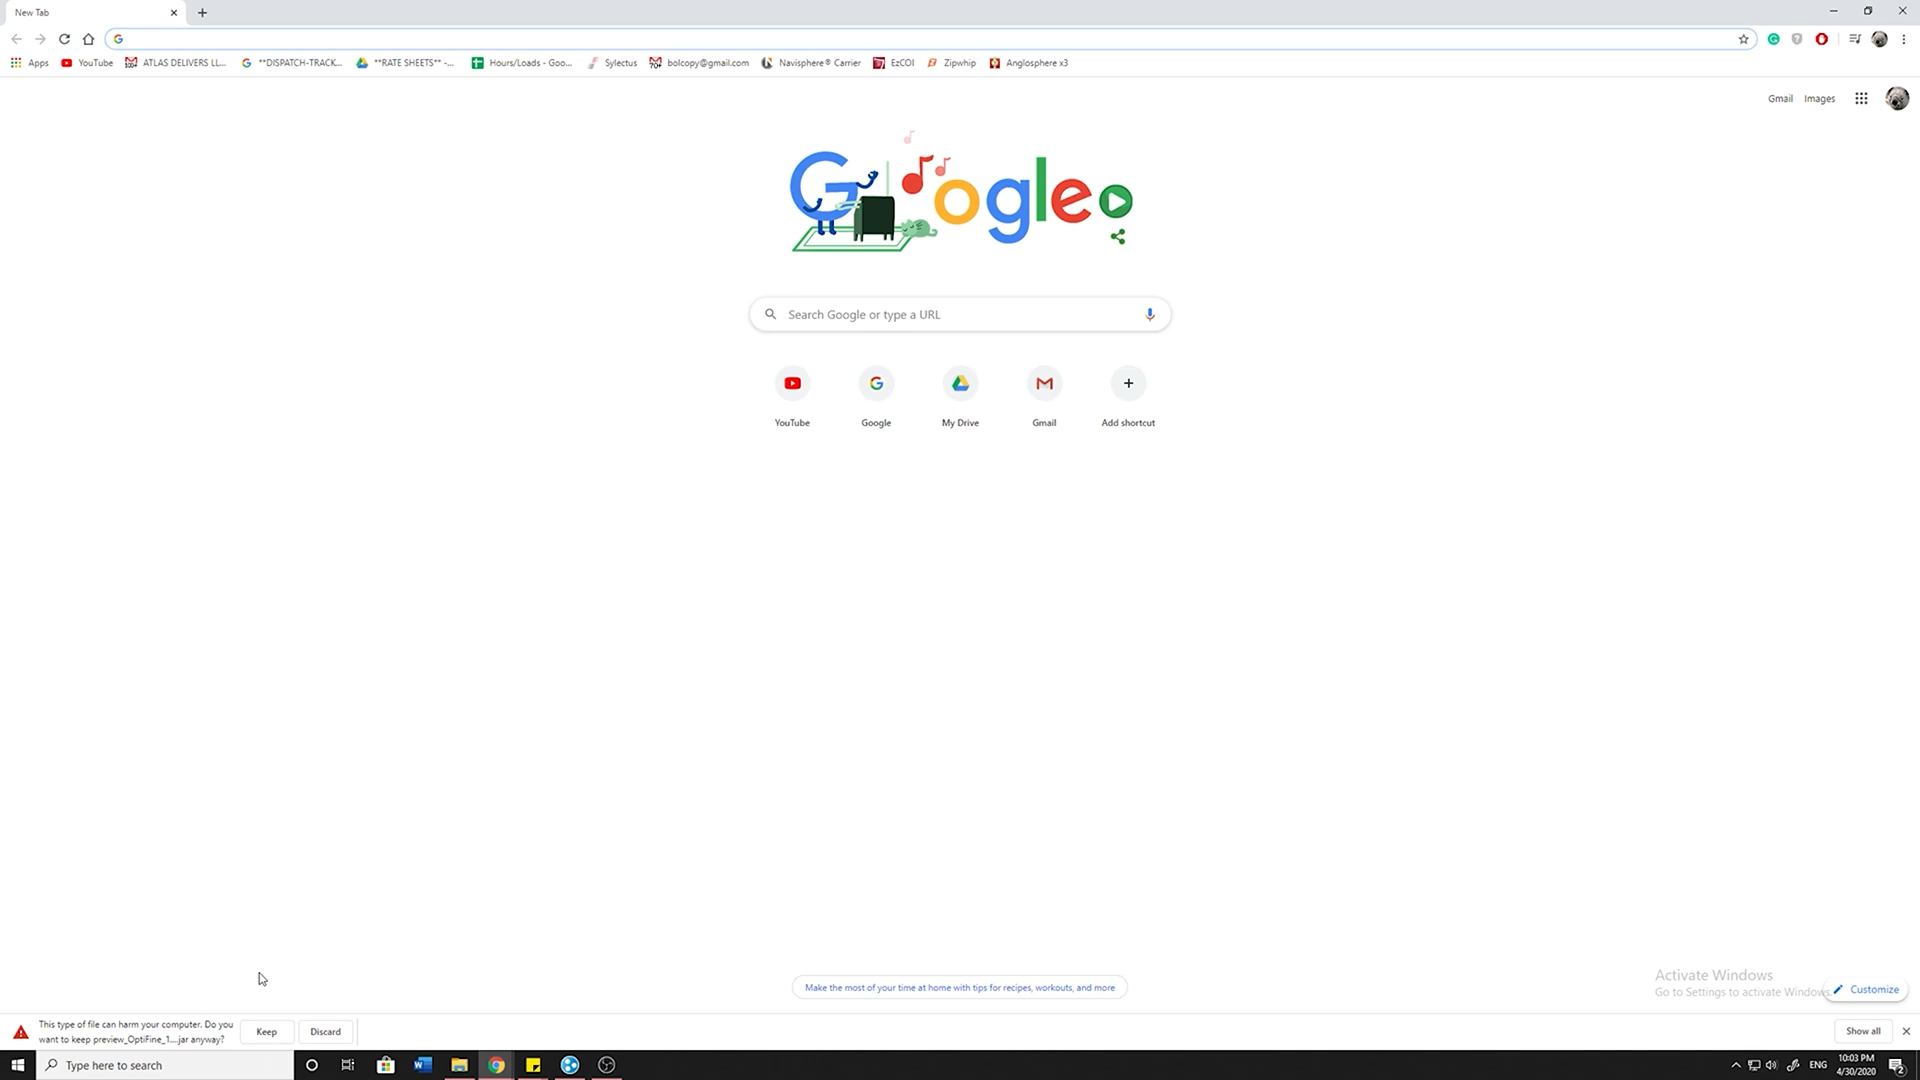 New Tab
Apps YouTube ATLAS DELIVERS LL... **DISPATCH-TRACK... **RATE SHEETS** -... Hours/Loads - Goo... Sylectus bolcopy@gmail.com Navisphere® Carrier EzCOI Zipwhip Anglosphere x3
Gmail Images
Google
Search Google or type a URL
YouTube Google My Drive Gmail Add shortcut
Activate Windows
Go to Settings to activate Windows.
Make the most of your time at home with tips for recipes, workouts, and more
Customize
This type of file can harm your computer. Do you
want to keep preview_OptiFine_1....jar anyway?
Keep Discard
Show all
Type here to search
ENG
10:03 PM
4/30/2020
2